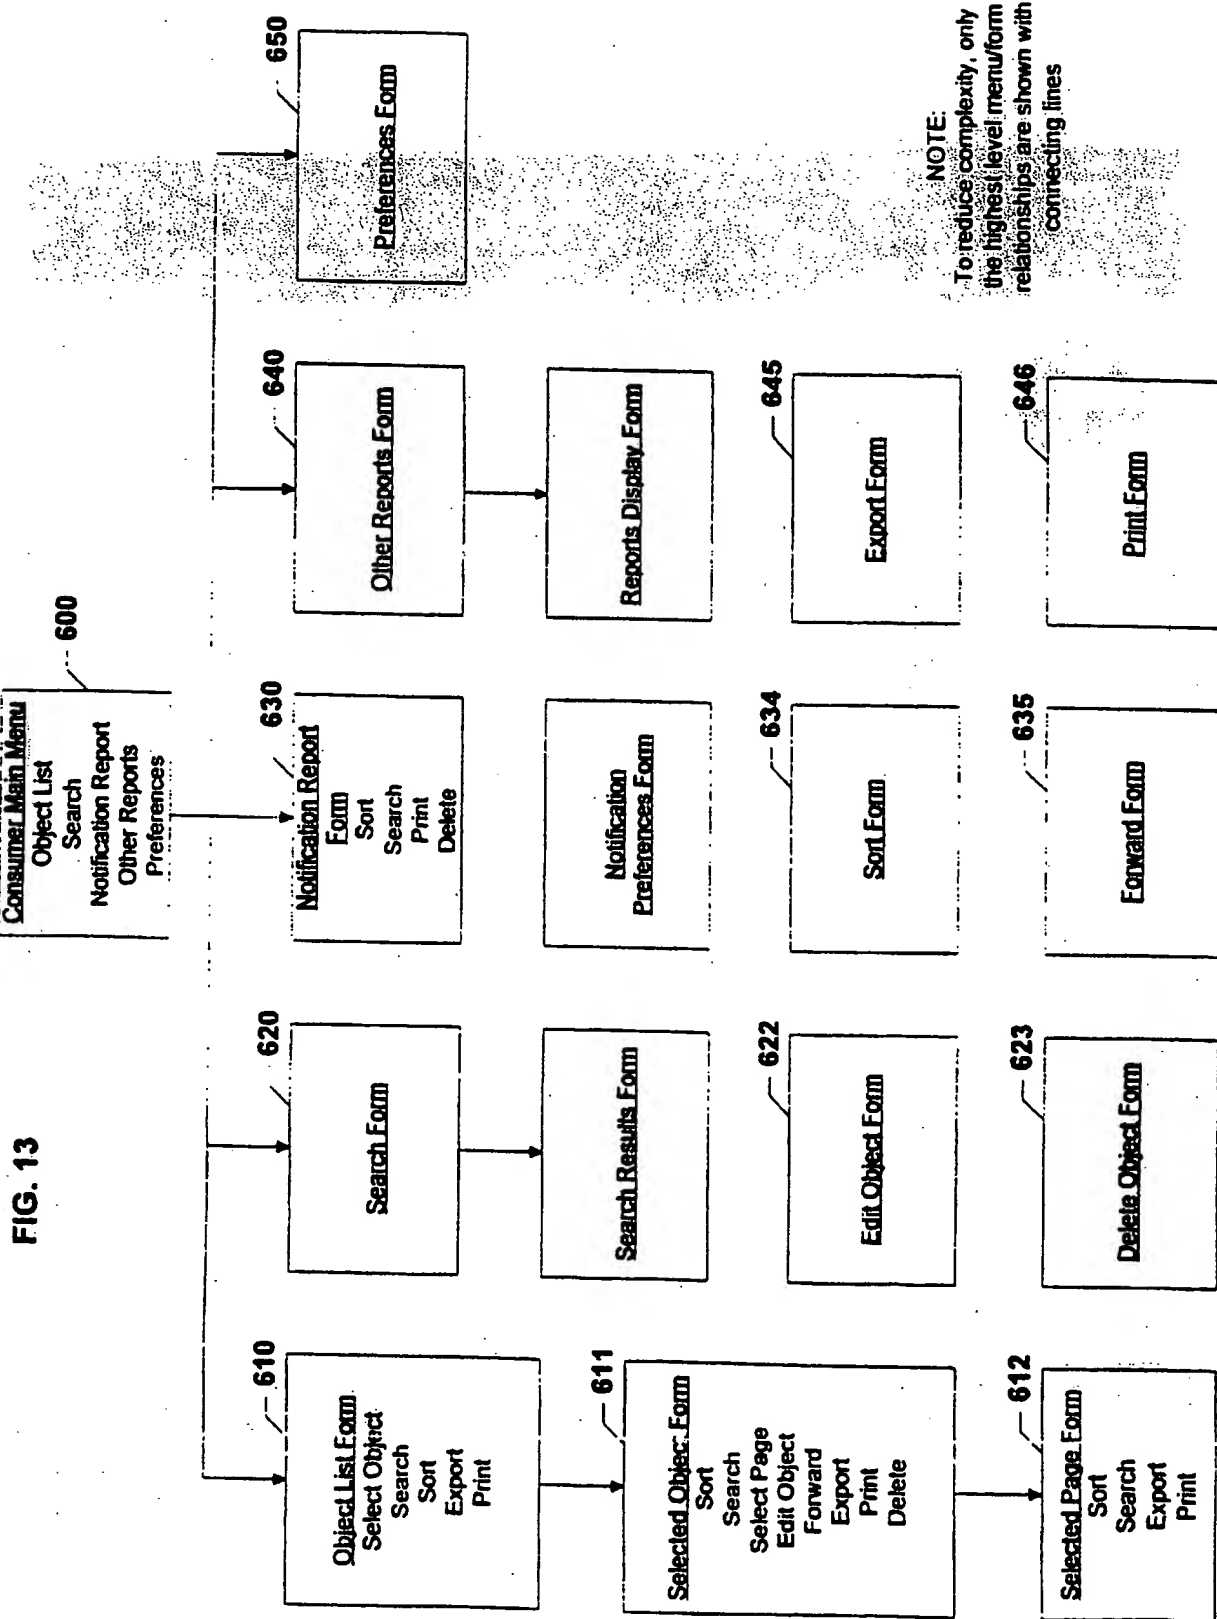 FIG. 13
Consumer Main Menu
Object List
Search
Notification Report
Other Reports
Preferences
600
610
Object List Form
Select Object
Search
Sort
Export
Print
620
Search Form
630
Notification Report
Form
Sort
Search
Print
Delete
640
Other Reports Form
650
Preferences Form
611
Selected Object Form
Sort
Search
Select Page
Edit Object
Forward
Export
Print
Delete
Search Results Form
Notification
Preferences Form
Reports Display Form
622
Edit Object Form
634
Sort Form
645
Export Form
612
Selected Page Form
Sort
Search
Export
Print
623
Delete Object Form
635
Forward Form
646
Print Form
NOTE:
To reduce complexity, only
the highest level menu/form
relationships are shown with
connecting lines